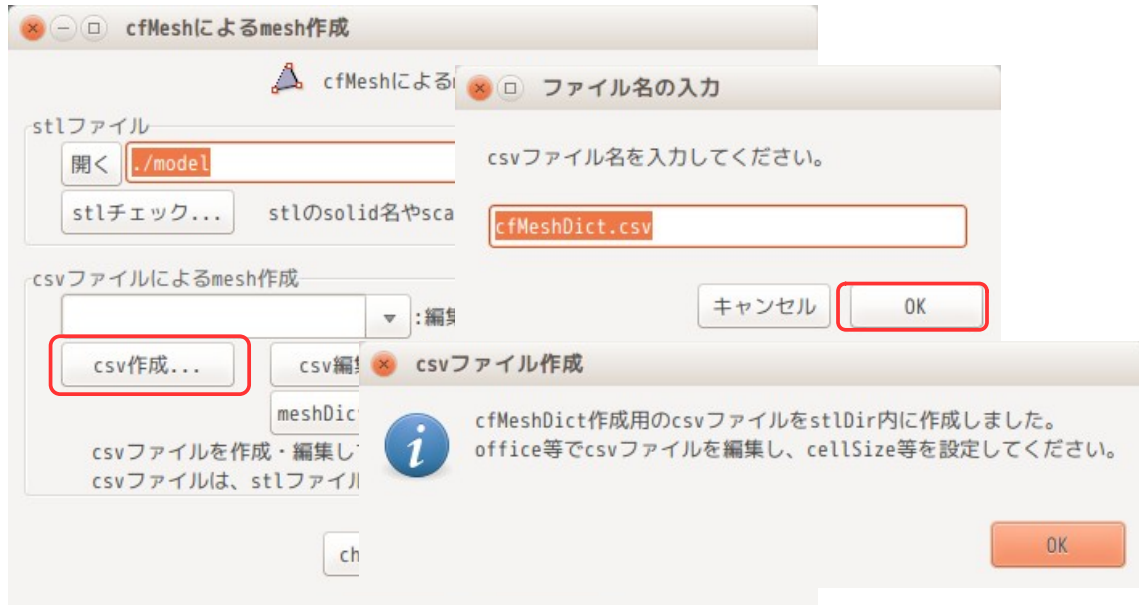 cfMeshによるmesh作成
cfMeshによる
stlファイル
開く ./model
stlチェック... stlのsolid名やsca
csvファイルによるmesh作成
:編集
csv作成... csv編集
meshDic
csvファイルを作成・編集し
csvファイルは、stlファイル
ch
ファイル名の入力
csvファイル名を入力してください。
cfMeshDict.csv
キャンセル OK
csvファイル作成
cfMeshDict作成用のcsvファイルをstlDir内に作成しました。
office等でcsvファイルを編集し、cellSize等を設定してください。
OK